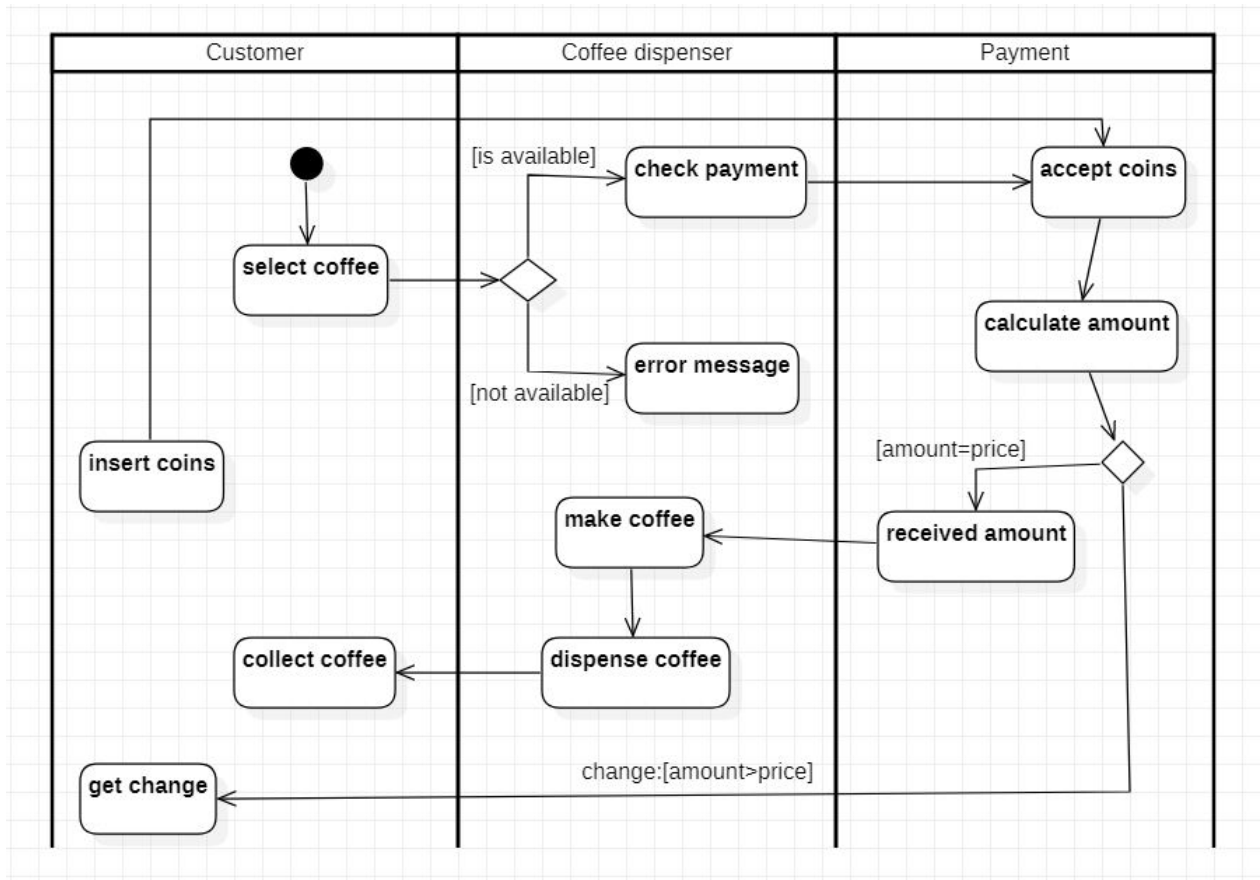 Customer
Coffee dispenser
Payment
[is available]
check payment
accept coins
select coffee
calculate amount
error message
[not available]
[amount=price]
insert coins
make coffee
received amount
collect coffee
dispense coffee
change:[amount>price]
get change